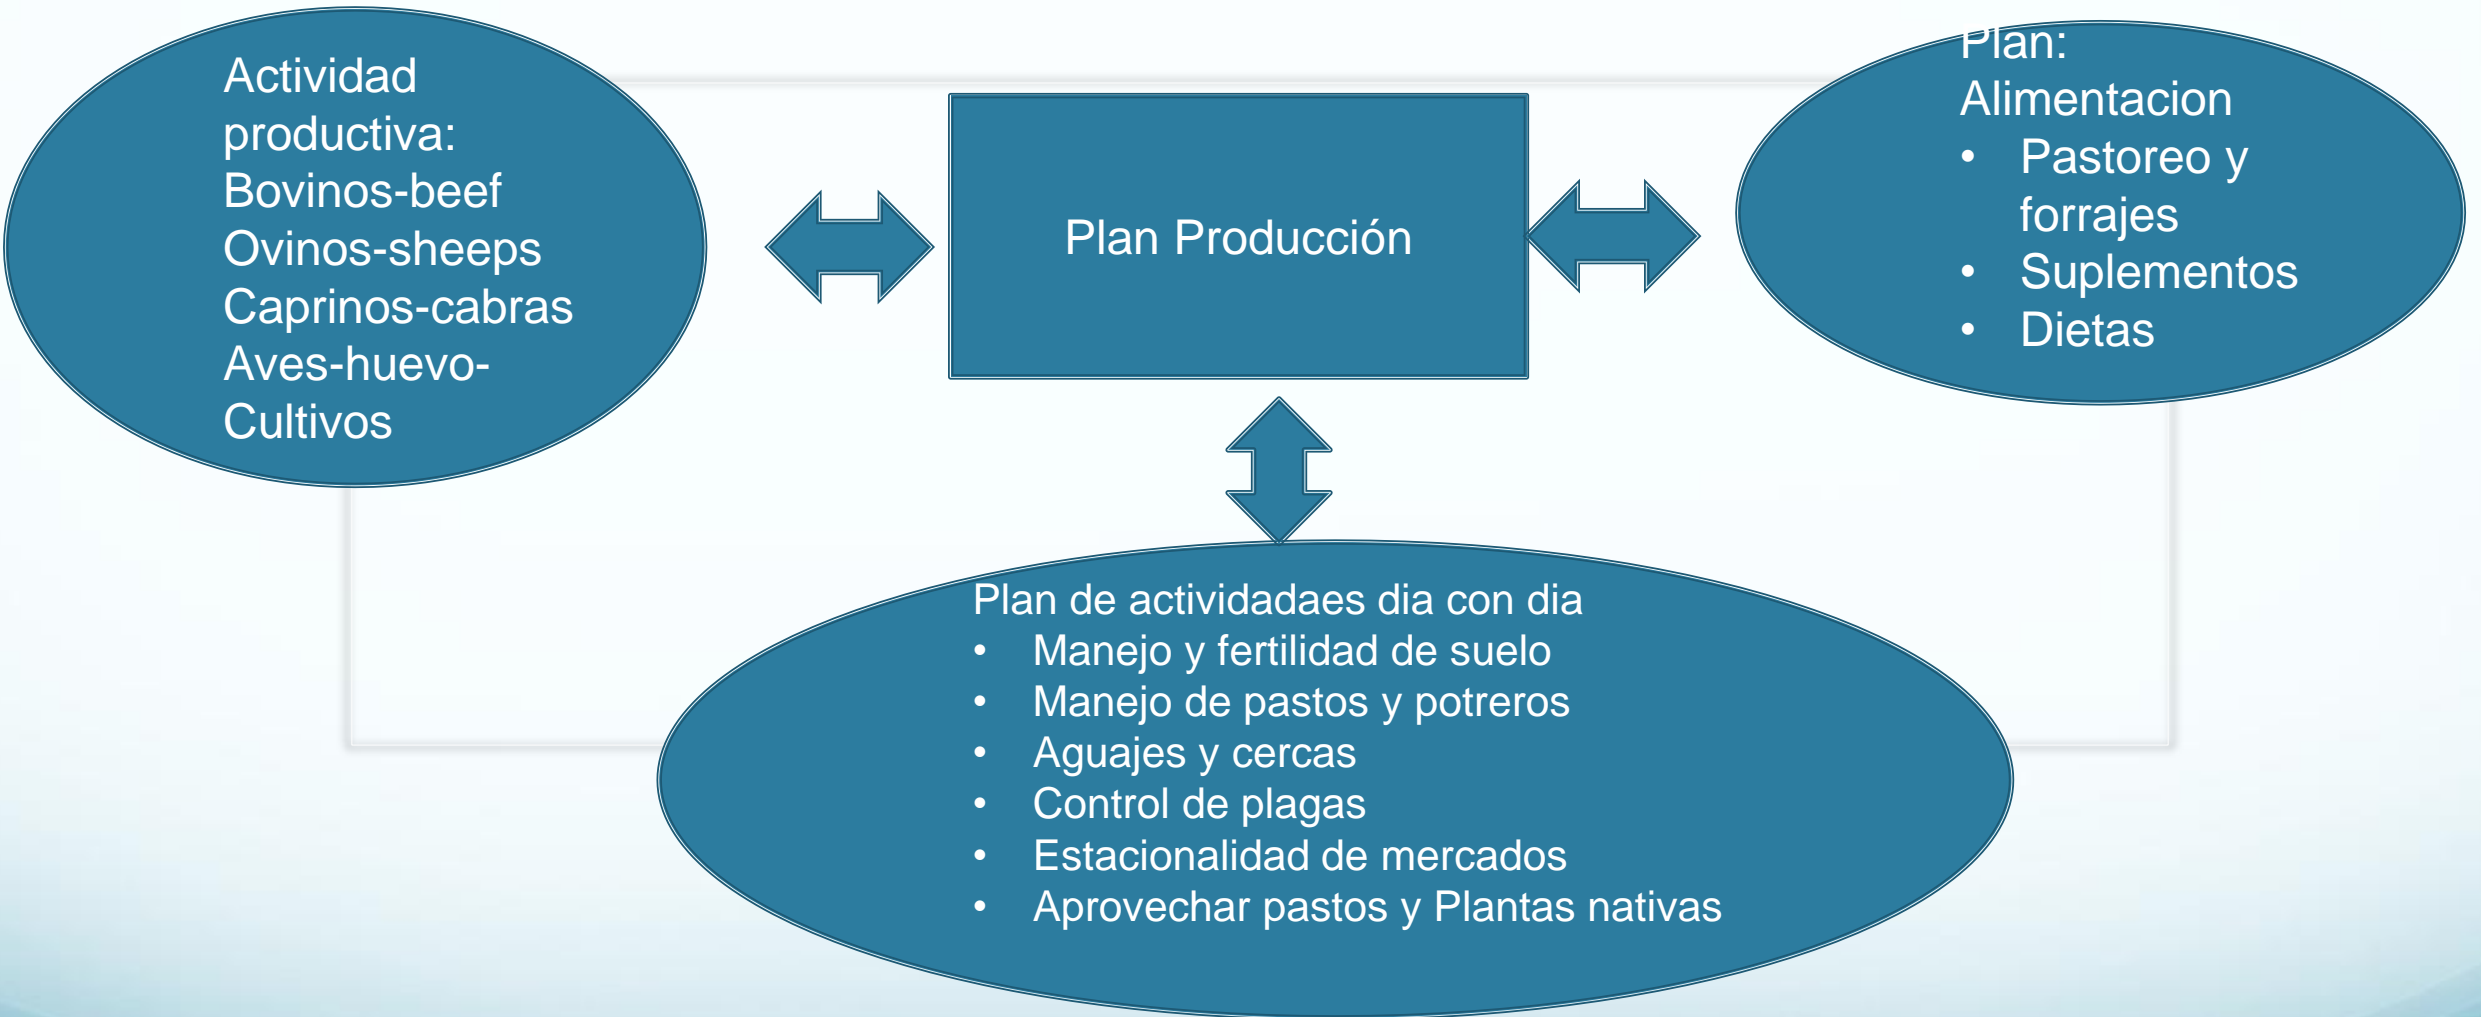 Actividad
productiva:
Bovinos-beef
Ovinos-sheeps
Caprinos-cabras
Aves-huevo-
Cultivos
Plan Producción
Plan:
Alimentacion
• Pastoreo y
forrajes
• Suplementos
• Dietas
Plan de actividadaes dia con dia
• Manejo y fertilidad de suelo
• Manejo de pastos y potreros
• Aguajes y cercas
• Control de plagas
• Estacionalidad de mercados
• Aprovechar pastos y Plantas nativas